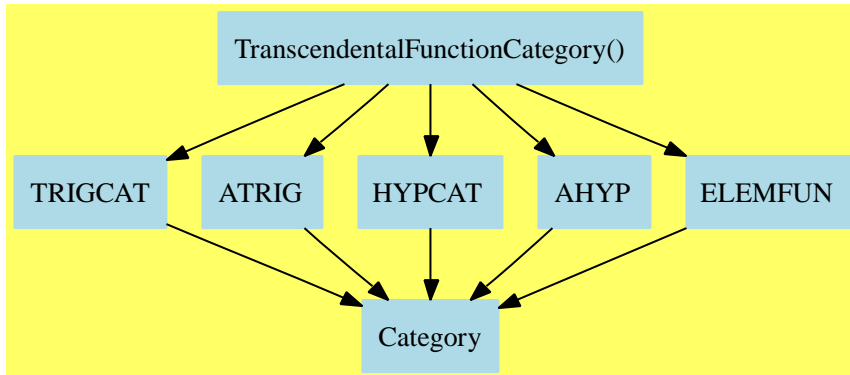 TranscendentalFunctionCategory()
TRIGCAT ATRIG HYPCAT AHYP ELEMFUN
Category